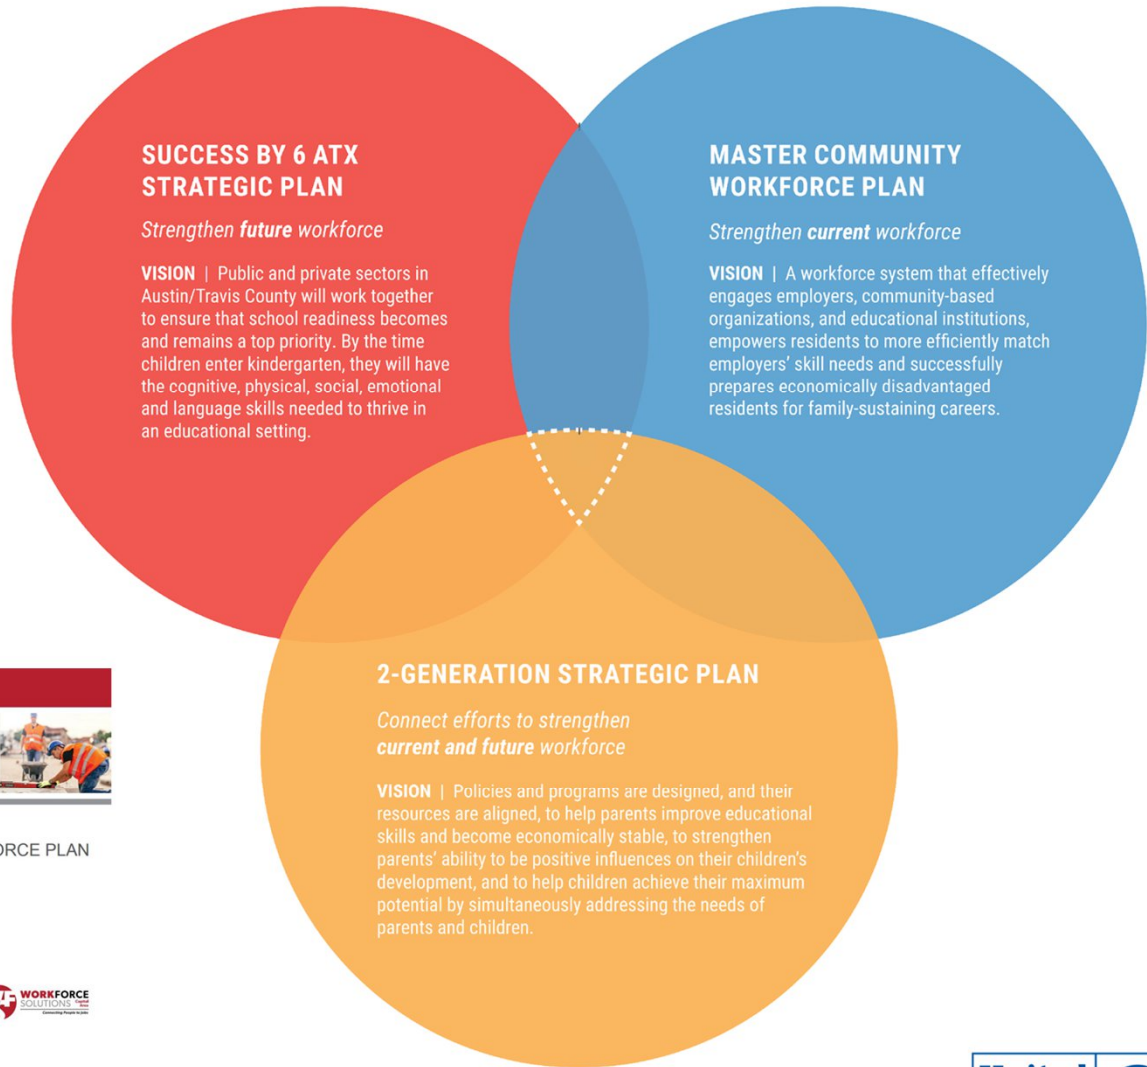 SUCCESS BY 6 ATX
STRATEGIC PLAN
Strengthen future workforce
VISION | Public and private sectors in
Austin/Travis County will work together
to ensure that school readiness becomes
and remains a top priority. By the time
children enter kindergarten, they will have
the cognitive, physical, social, emotional
and language skills needed to thrive in
an educational setting.
MASTER COMMUNITY
WORKFORCE PLAN
Strengthen current workforce
VISION | A workforce system that effectively
engages employers, community-based
organizations, and educational institutions,
empowers residents to more efficiently match
employers' skill needs and successfully
prepares economically disadvantaged
residents for family-sustaining careers.
2-GENERATION STRATEGIC PLAN
Connect efforts to strengthen
current and future workforce
VISION | Policies and programs are designed, and their
resources are aligned, to help parents improve educational
skills and become economically stable, to strengthen
parents' ability to be positive influences on their children's
development, and to help children achieve their maximum
potential by simultaneously addressing the needs of
parents and children.
ORCE PLAN
WORKFORCE
SOLUTIONS
Connecting People to Jobs